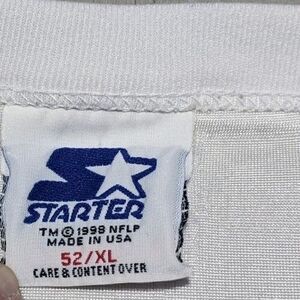 STARTER
TM © 1998 NFLP
MADE IN USA
52/XL
CARE & CONTENT OVER